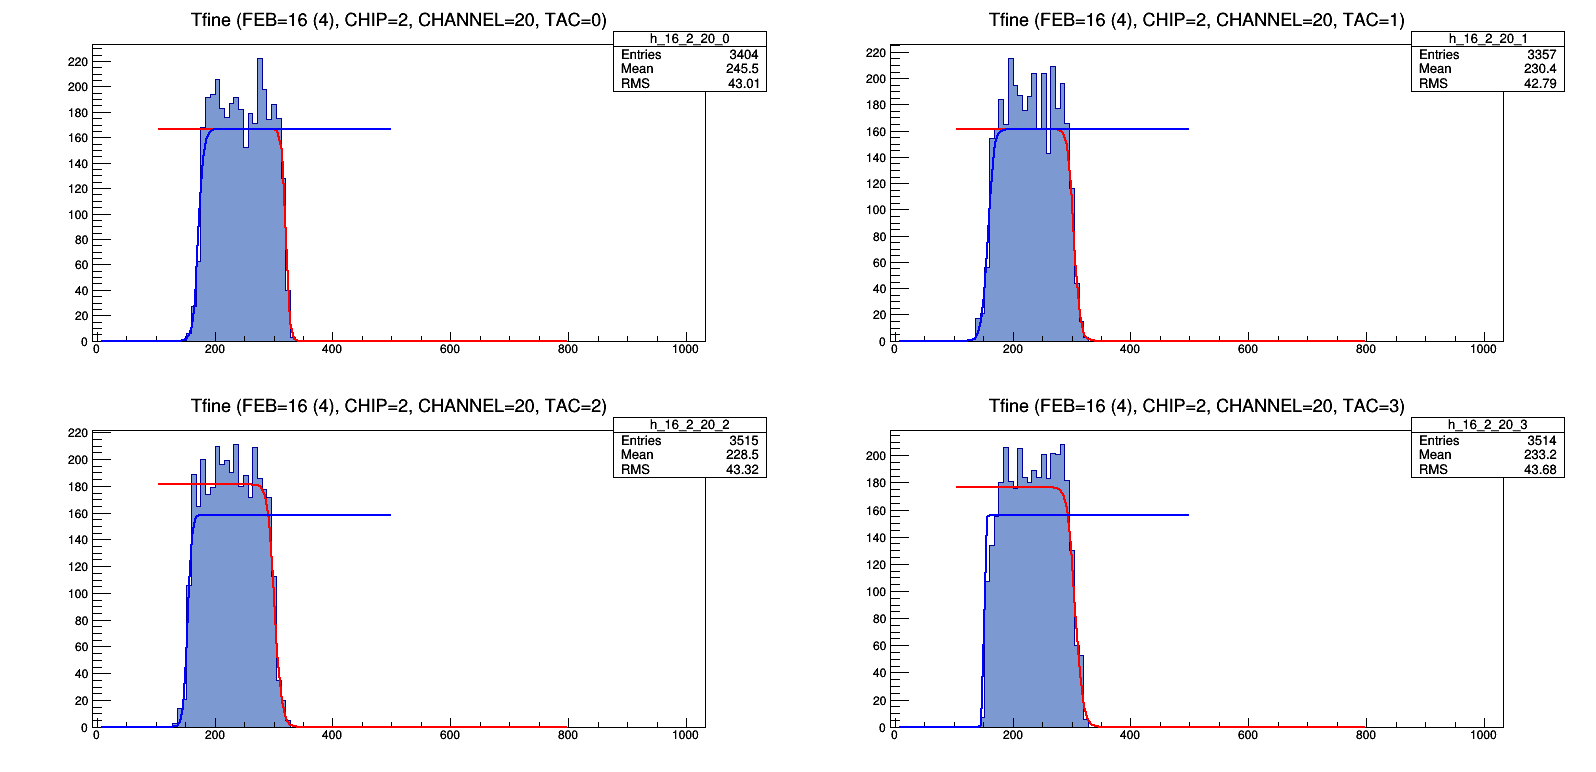 Tfine (FEB=16 (4), CHIP=2, CHANNEL=20, TAC=0)
h_16_2_20_0
Entries 3404
Mean 245.5
RMS 43.01
220
200
180
160
140
120
100
80
60
40
20
0
0 200 400 600 800 1000
Tfine (FEB=16 (4), CHIP=2, CHANNEL=20, TAC=1)
h_16_2_20_1
Entries 3357
Mean 230.4
RMS 42.79
220
200
180
160
140
120
100
80
60
40
20
0
0 200 400 600 800 1000
Tfine (FEB=16 (4), CHIP=2, CHANNEL=20, TAC=2)
h_16_2_20_2
Entries 3515
Mean 228.5
RMS 43.32
220
200
180
160
140
120
100
80
60
40
20
0
0 200 400 600 800 1000
Tfine (FEB=16 (4), CHIP=2, CHANNEL=20, TAC=3)
h_16_2_20_3
Entries 3514
Mean 233.2
RMS 43.68
200
180
160
140
120
100
80
60
40
20
0
0 200 400 600 800 1000